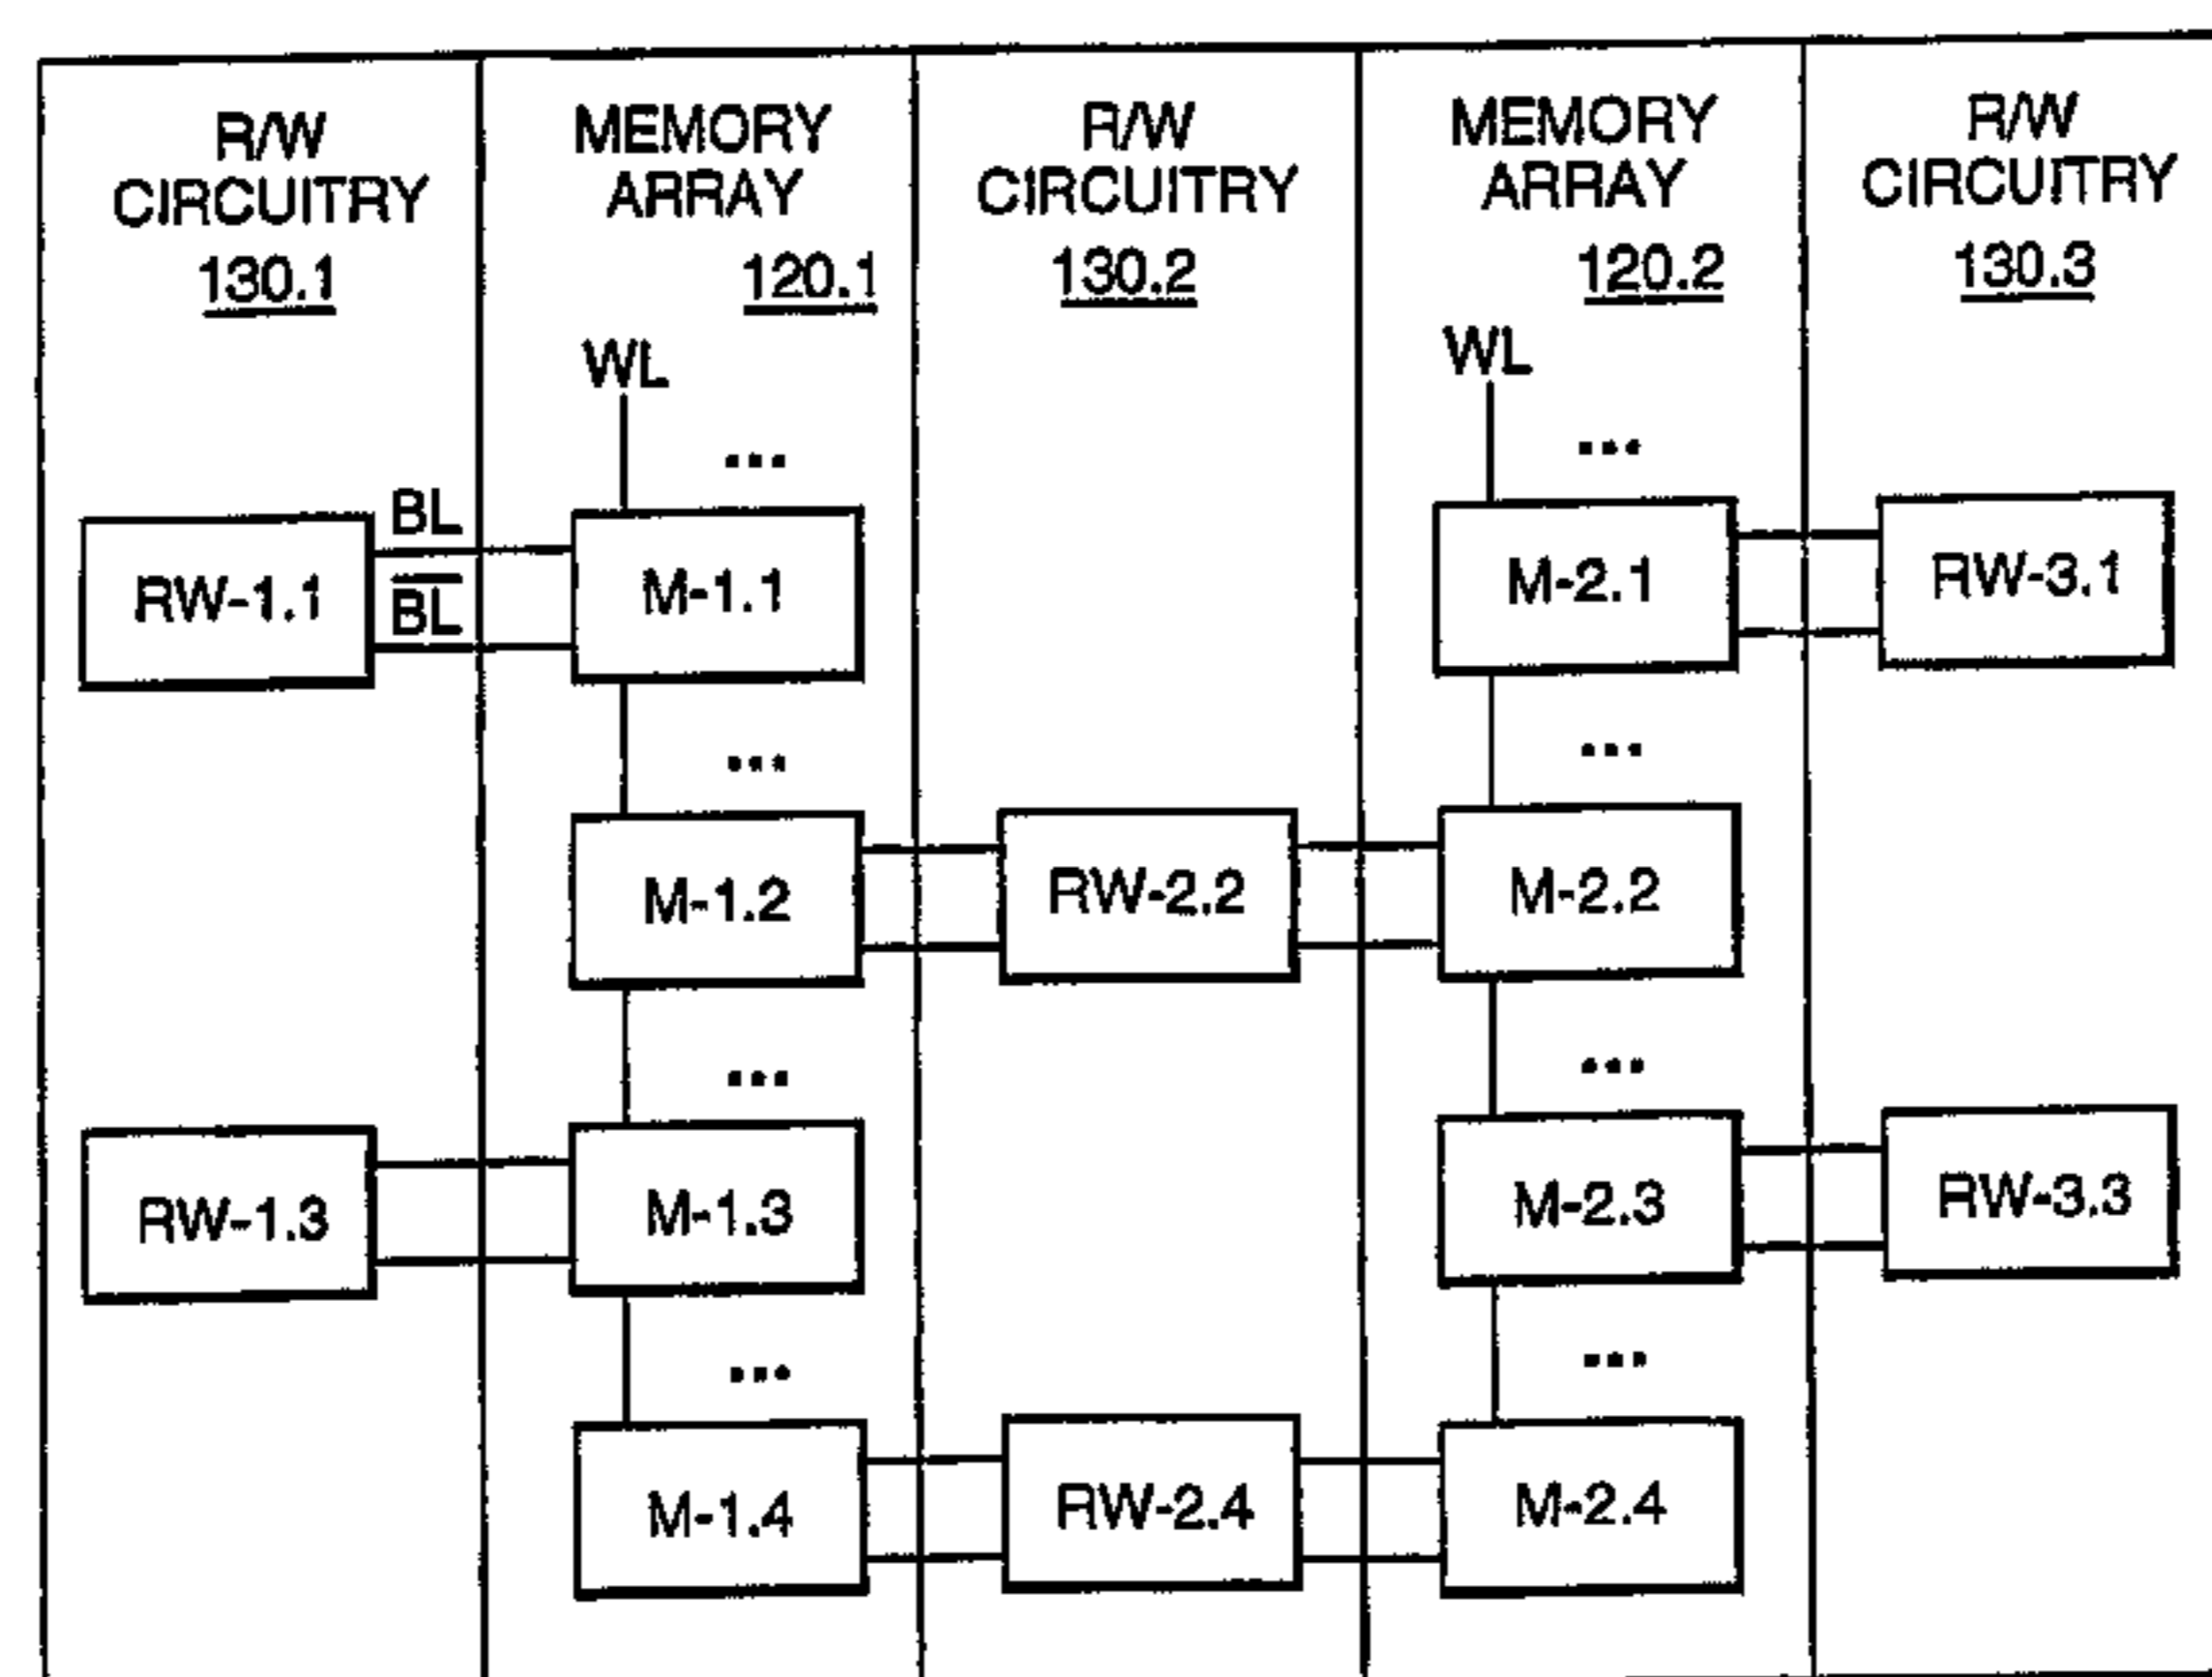 R/W
CIRCUITRY
130.1
MEMORY
ARRAY
120.1
R/W
CIRCUITRY
130.2
MEMORY
ARRAY
120.2
R/W
CIRCUITRY
130.3
WL
...
WL
...
RW-1.1
BL
B̅L̅
M-1.1
M-2.1
RW-3.1
...
...
M-1.2
RW-2.2
M-2.2
...
...
RW-1.3
M-1.3
M-2.3
RW-3.3
...
...
M-1.4
RW-2.4
M-2.4